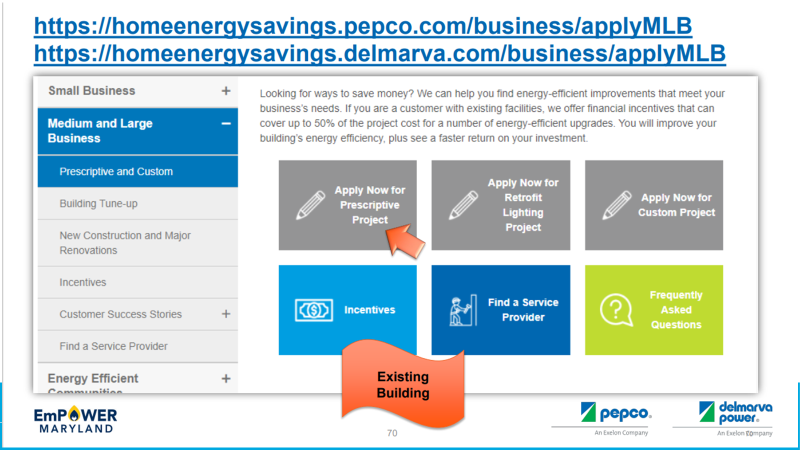 https://homeenergysavings.pepco.com/business/applyMLB
https://homeenergysavings.delmarva.com/business/applyMLB
Small Business +
Medium and Large
Business −
Prescriptive and Custom
Building Tune-up
New Construction and Major
Renovations
Incentives
Customer Success Stories +
Find a Service Provider
Energy Efficient +
Communities
Looking for ways to save money? We can help you find energy-efficient improvements that meet your
business's needs. If you are a customer with existing facilities, we offer financial incentives that can
cover up to 50% of the project cost for a number of energy-efficient upgrades. You will improve your
building's energy efficiency, plus see a faster return on your investment.
Apply Now for
Prescriptive
Project
Apply Now for
Retrofit
Lighting
Project
Apply Now for
Custom Project
Incentives
Find a Service
Provider
Frequently
Asked
Questions
Existing
Building
EmPOWER
MARYLAND
70
pepco.
An Exelon Company
delmarva
power.
An Exelon Company